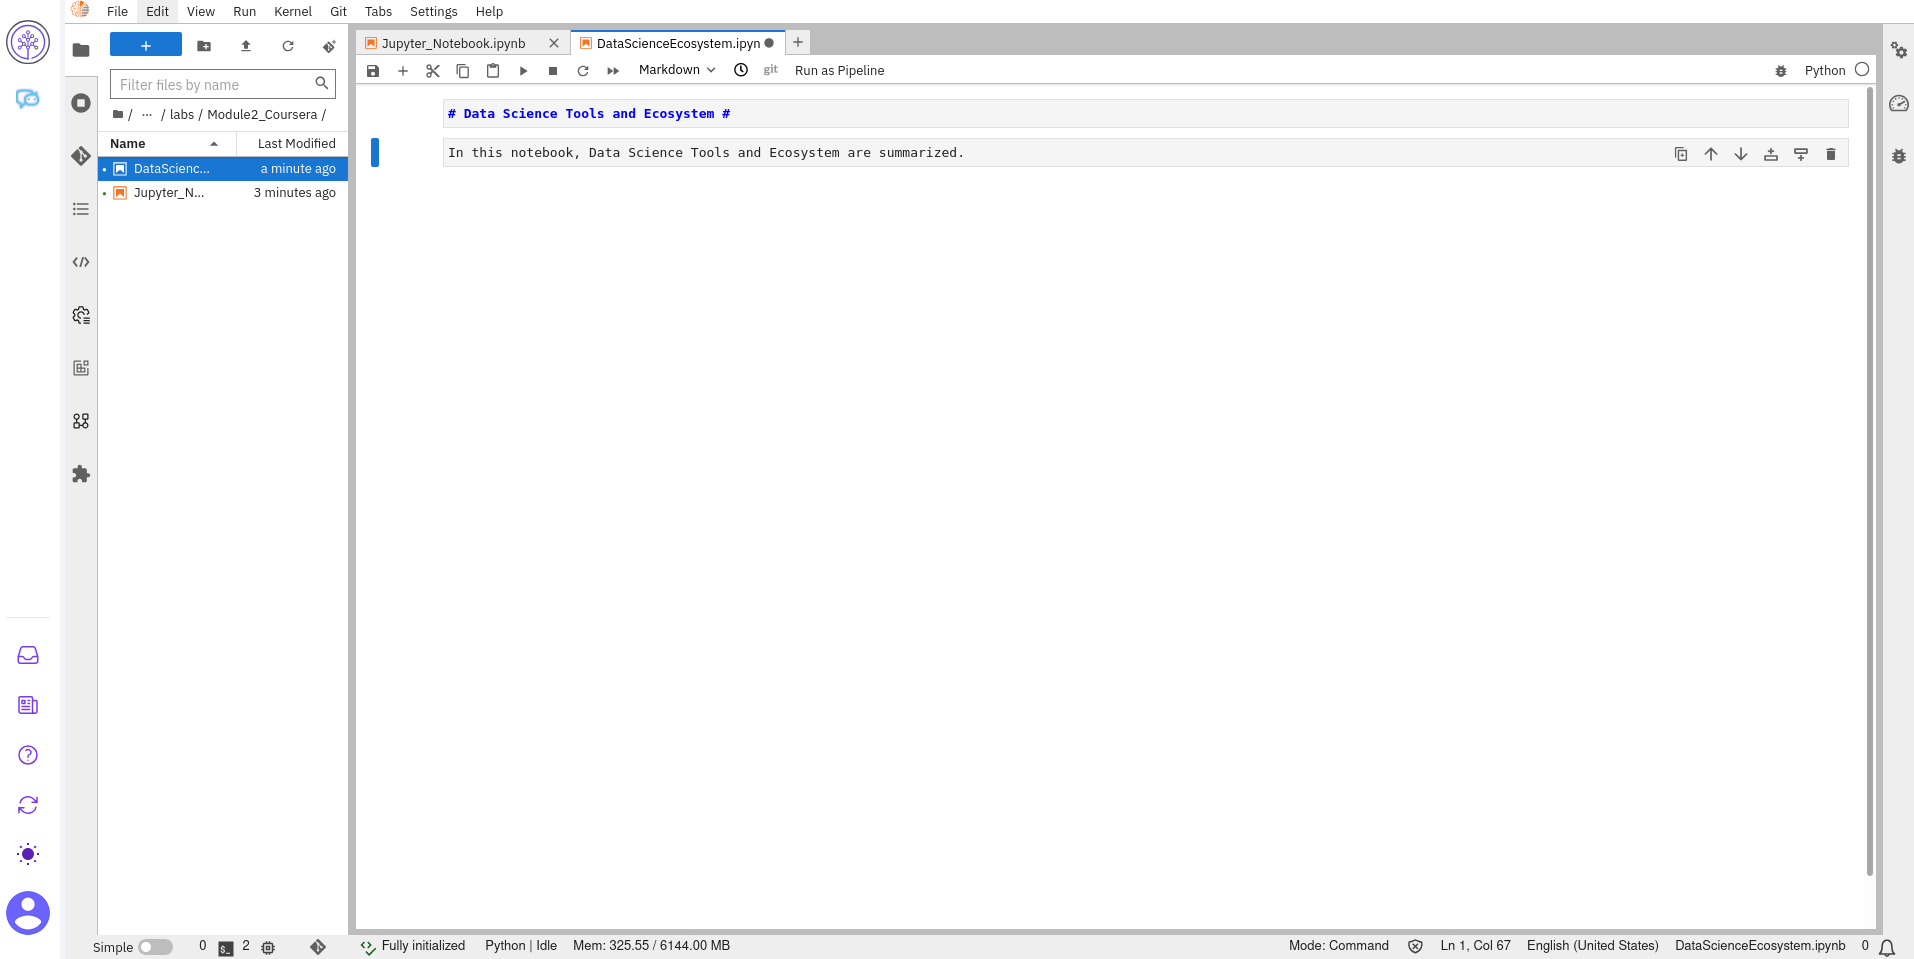 File Edit View Run Kernel Git Tabs Settings Help
Filter files by name
/ ... / labs / Module2_Coursera /
Name Last Modified
DataScienc... a minute ago
Jupyter_N... 3 minutes ago
Jupyter_Notebook.ipynb DataScienceEcosystem.ipyn
Markdown git Run as Pipeline Python
# Data Science Tools and Ecosystem #
In this notebook, Data Science Tools and Ecosystem are summarized.
Simple 0 $_ 2 Fully initialized Python | Idle Mem: 325.55 / 6144.00 MB Mode: Command Ln 1, Col 67 English (United States) DataScienceEcosystem.ipynb 0